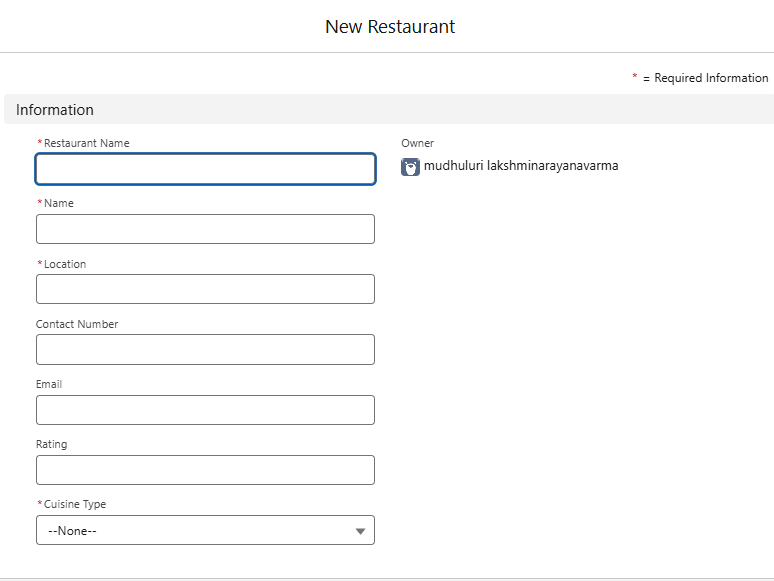 New Restaurant
* = Required Information
Information
*Restaurant Name
Owner
mudhuluri lakshminarayanavarma
*Name
*Location
Contact Number
Email
Rating
*Cuisine Type
--None--